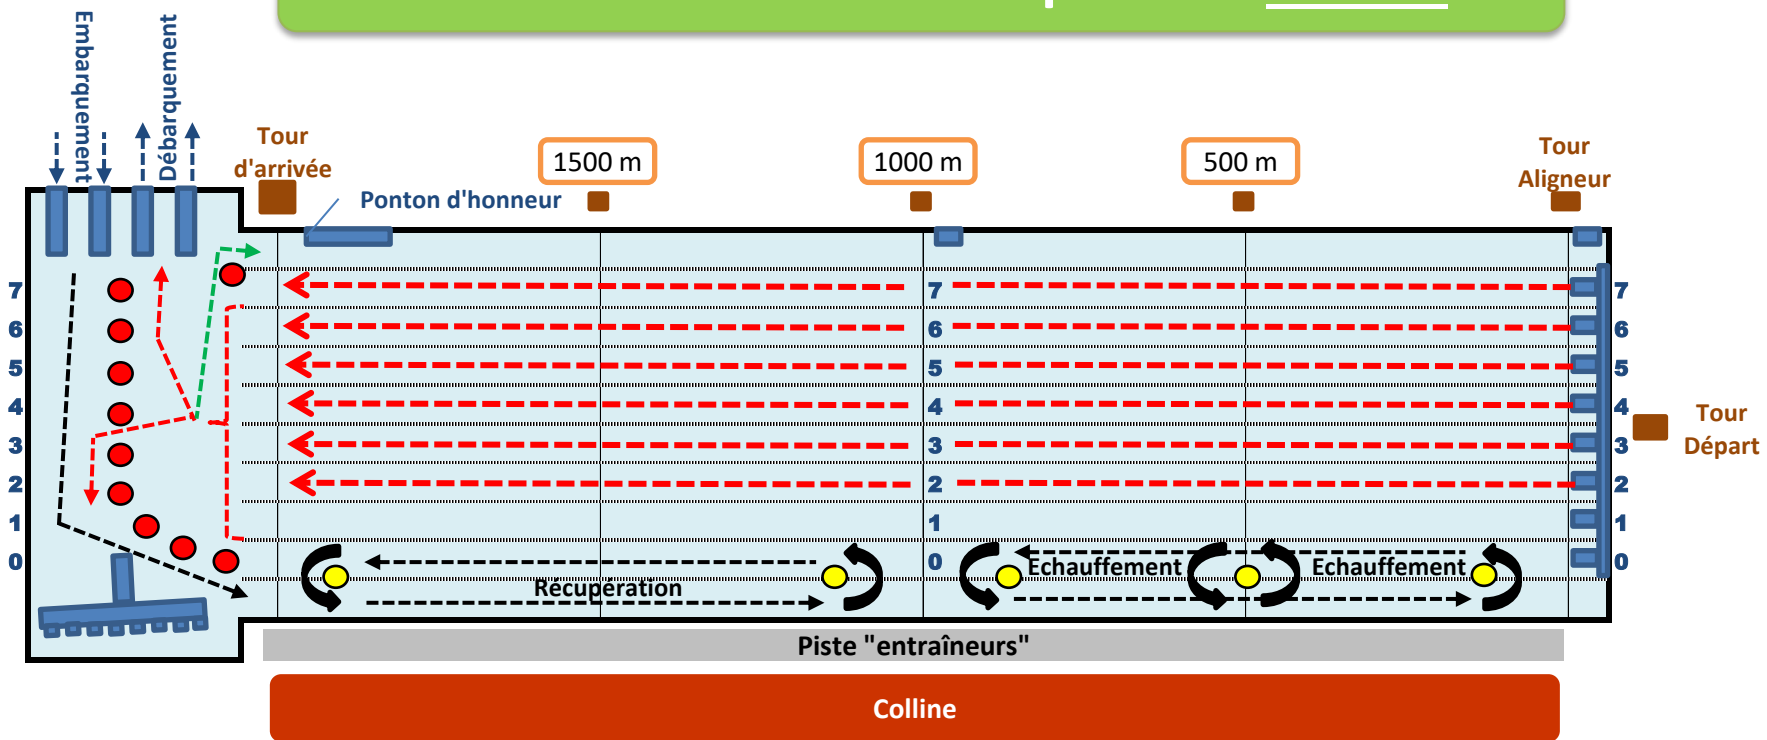 Embarquement
Débarquement
Tour
d'arrivée
1500 m
1000 m
500 m
Tour
Aligneur
Ponton d'honneur
7 7 7
6 6 6
5 5 5
4 4 4
3 3 3
2 2 2
1 1 1
0 0 0
Tour
Départ
Echauffement Echauffement
Récupération
Piste "entraîneurs"
Colline